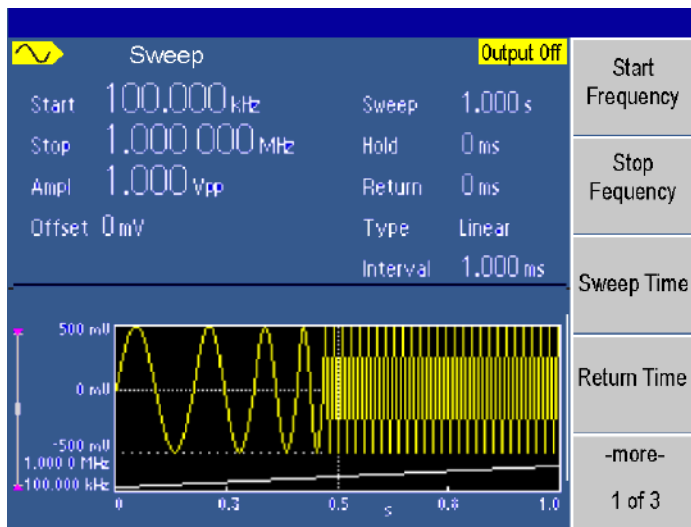 Sweep
Output Off
Start 100.000 kHz
Sweep 1.000 s
Stop 1.000 000 MHz
Hold 0 ms
Ampl 1.000 Vpp
Return 0 ms
Offset 0 mV
Type Linear
Interval 1.000 ms
500 mV
0 mV
-500 mV
1.000 0 MHz
100.000 kHz
0 0.3 0.5 0.8 1.0
s
Start
Frequency
Stop
Fequency
Sweep Time
Return Time
-more-
1 of 3